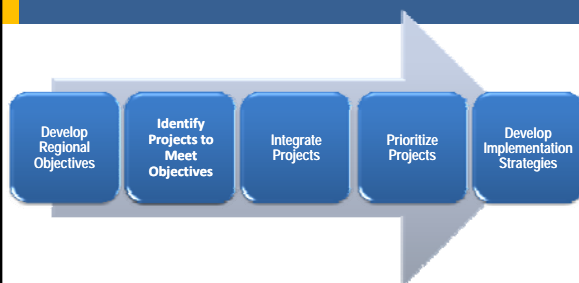 Develop
Regional
Objectives
Identify
Projects to
Meet
Objectives
Integrate
Projects
Prioritize
Projects
Develop
Implementation
Strategies